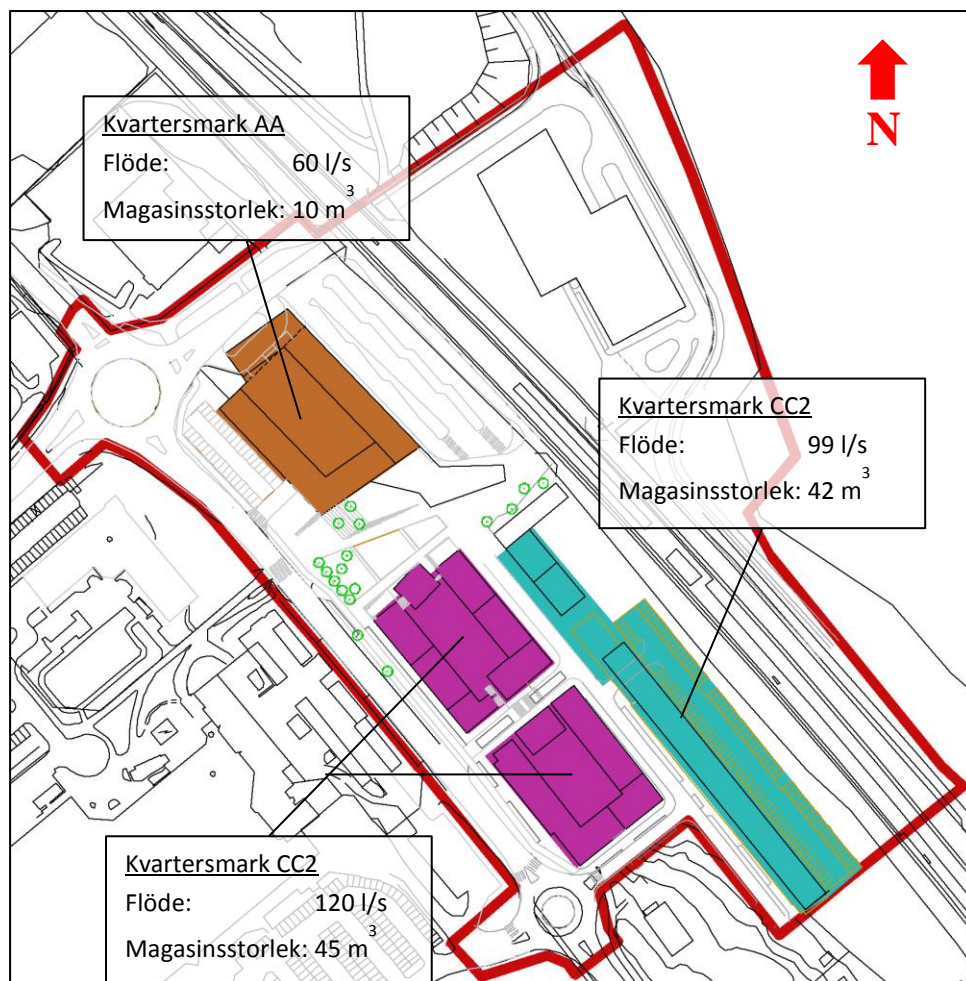 Kvartersmark AA
Flöde: 60 l/s
Magasinsstorlek: 10 m³
N
Kvartersmark CC2
Flöde: 99 l/s
Magasinsstorlek: 42 m³
Kvartersmark CC2
Flöde: 120 l/s
Magasinsstorlek: 45 m³